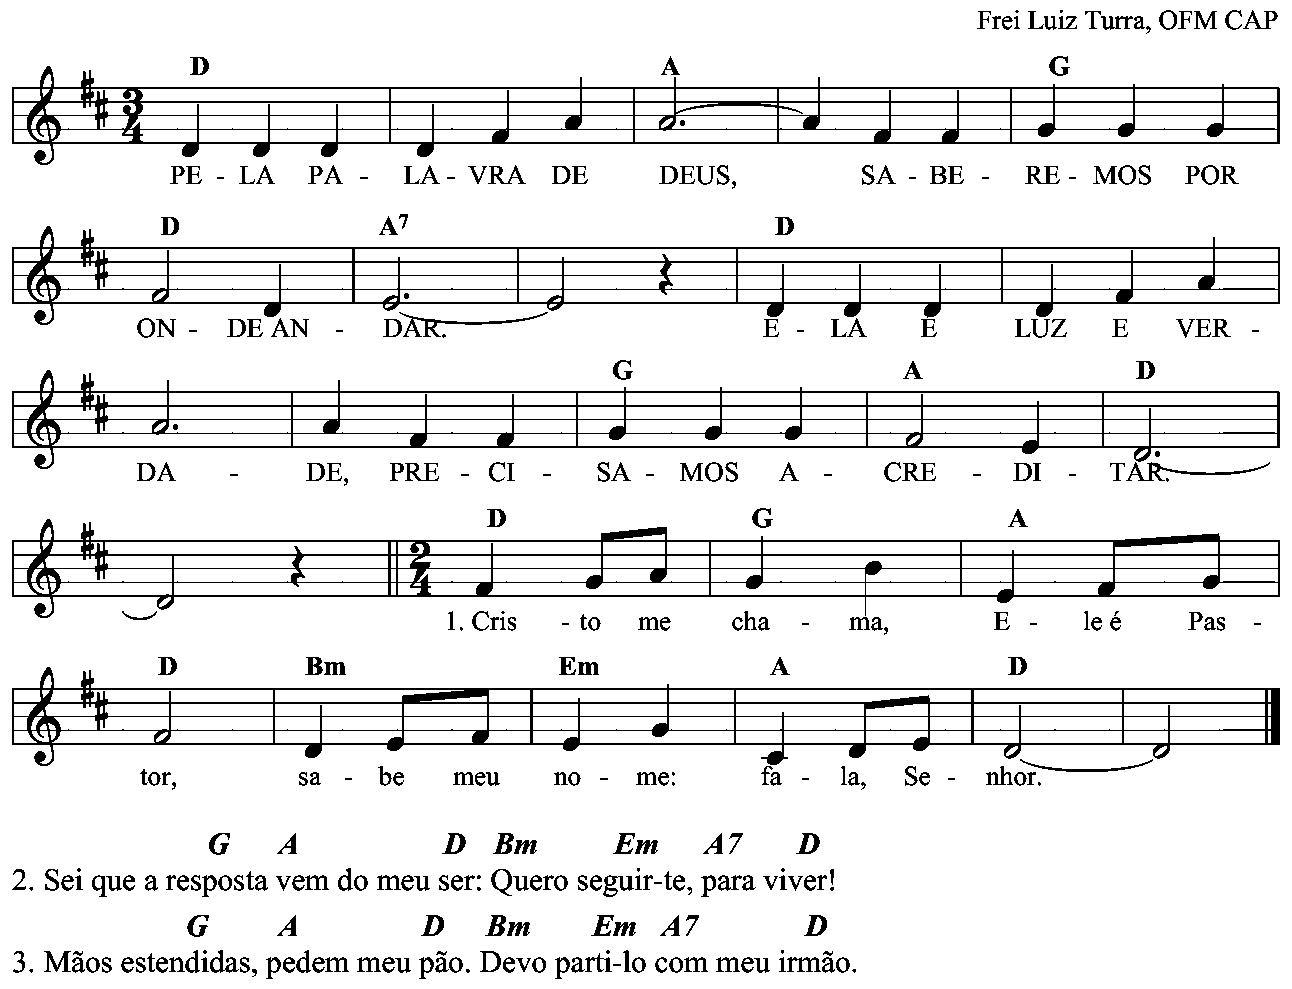 Frei Luiz Turra, OFM CAP
D A G
3
4
PE - LA PA - LA - VRA DE DEUS, SA - BE - RE - MOS POR
D A7 D
ON - DE AN - DAR. E - LA E LUZ E VER -
G A D
DA - DE, PRE - CI - SA - MOS A - CRE - DI - TAR.
D G A
2
4
1. Cris - to me cha - ma, E - le é Pas -
D Bm Em A D
tor, sa - be meu no - me: fa - la, Se - nhor.
G A D Bm Em A7 D
2. Sei que a resposta vem do meu ser: Quero seguir-te, para viver!
G A D Bm Em A7 D
3. Mãos estendidas, pedem meu pão. Devo parti-lo com meu irmão.